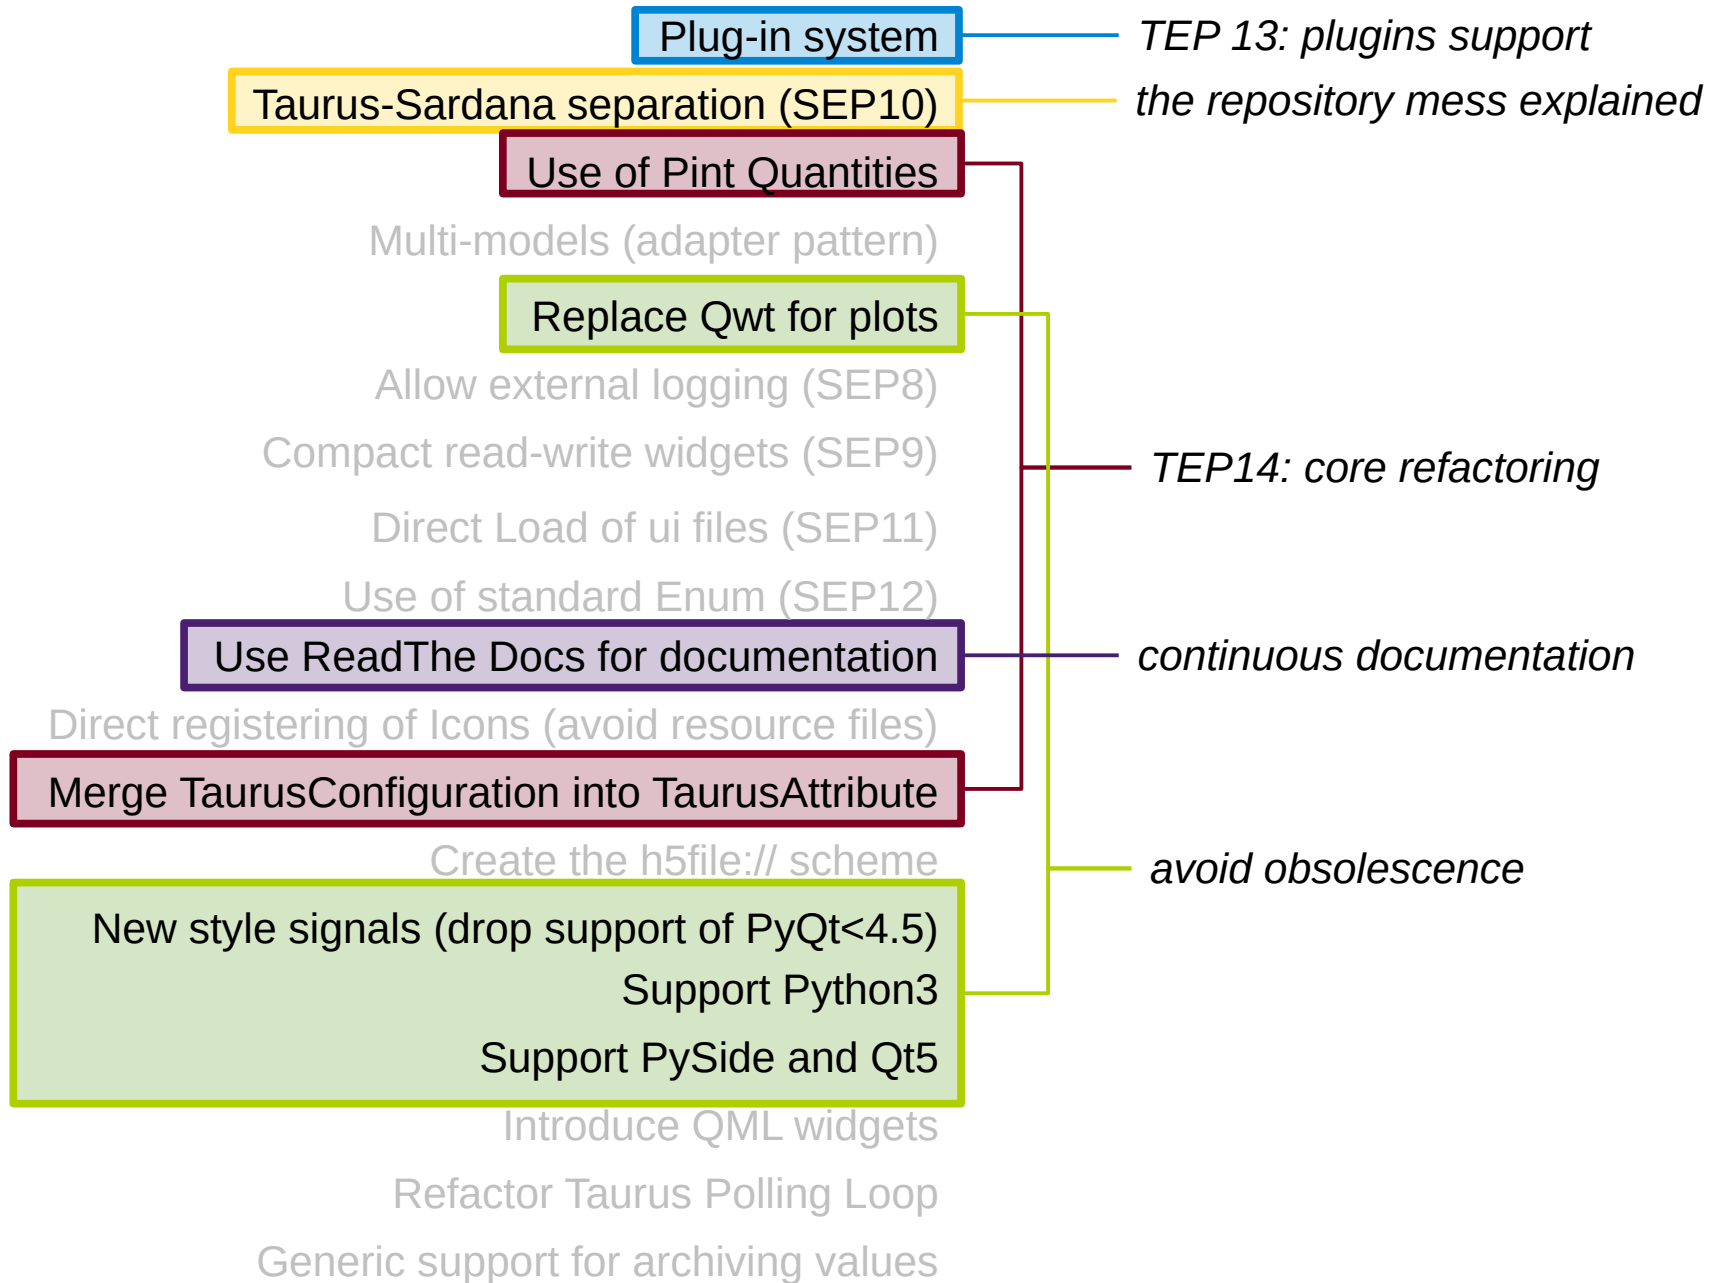 Plug-in system
TEP 13: plugins support
Taurus-Sardana separation (SEP10)
the repository mess explained
Use of Pint Quantities
Multi-models (adapter pattern)
Replace Qwt for plots
Allow external logging (SEP8)
Compact read-write widgets (SEP9)
TEP14: core refactoring
Direct Load of ui files (SEP11)
Use of standard Enum (SEP12)
Use ReadThe Docs for documentation
continuous documentation
Direct registering of Icons (avoid resource files)
Merge TaurusConfiguration into TaurusAttribute
Create the h5file:// scheme
avoid obsolescence
New style signals (drop support of PyQt<4.5)
Support Python3
Support PySide and Qt5
Introduce QML widgets
Refactor Taurus Polling Loop
Generic support for archiving values